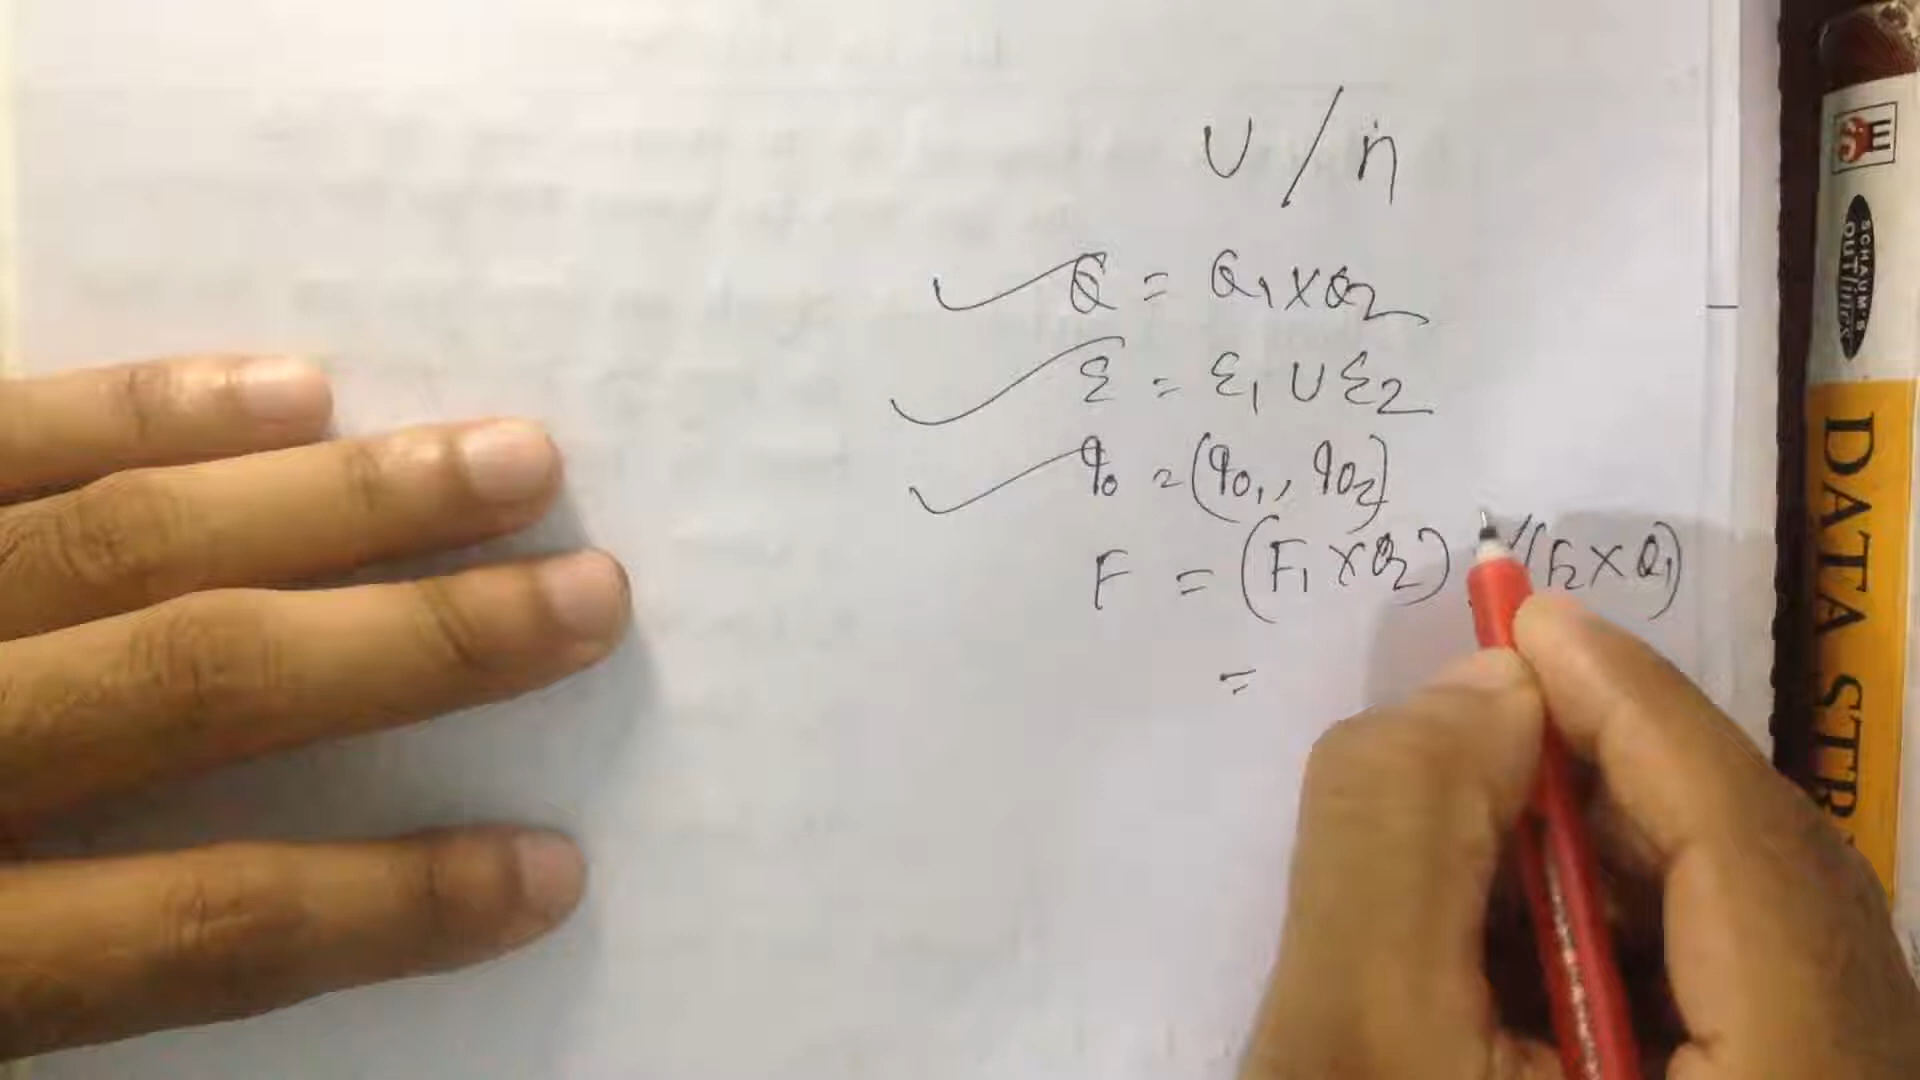 U / n
Q = Q1 X Q2
Σ = Σ1 U Σ2
q0 = (q01, q02)
F = (F1 X Q2) (F2 X Q1)
=
SCHAUM'S
OUTlines
DATA STR